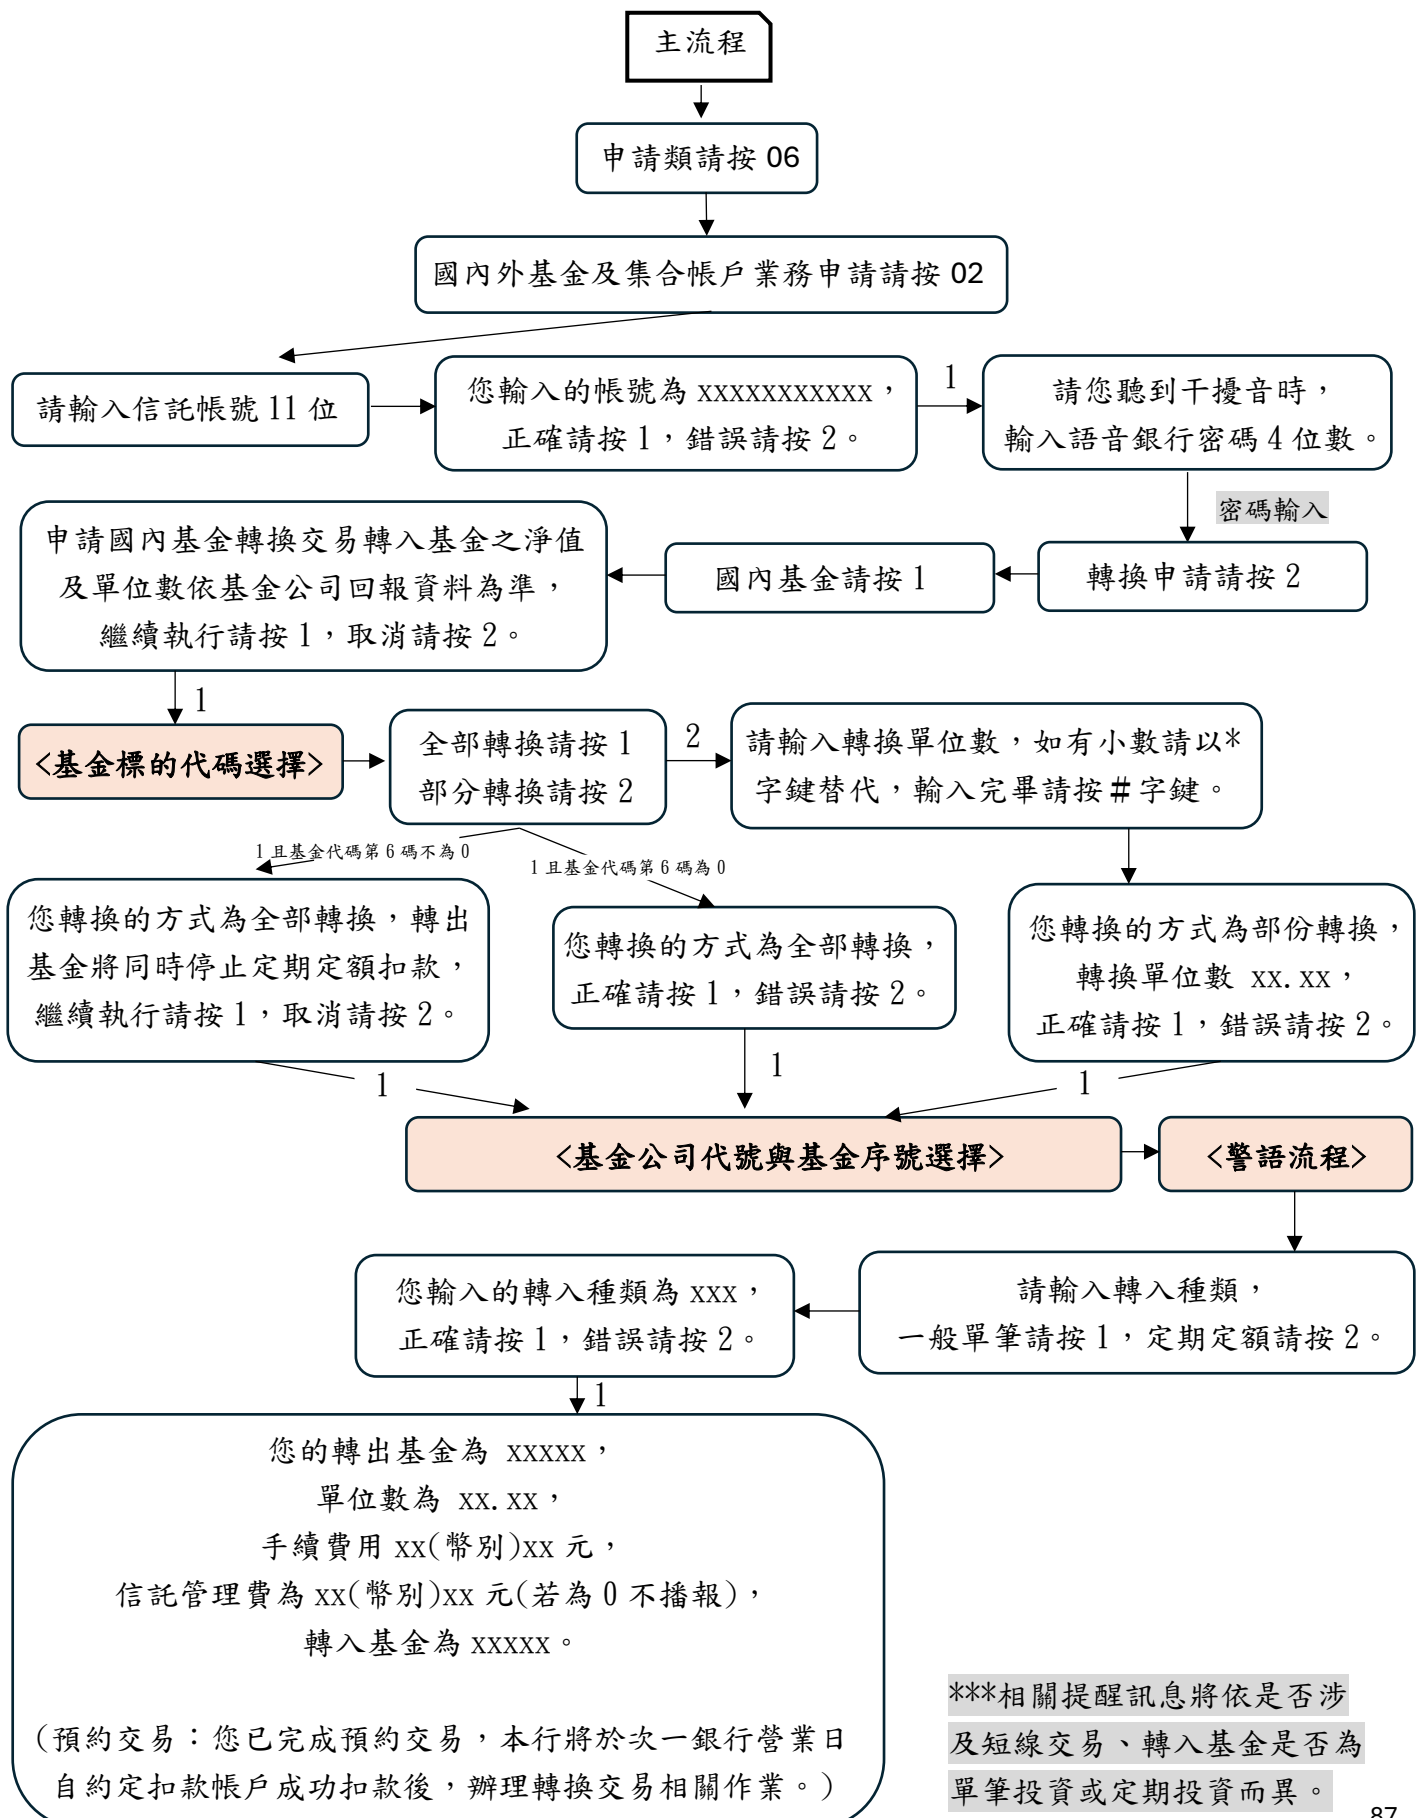 主流程
申請類請按 06
國內外基金及集合帳戶業務申請請按 02
請輸入信託帳號 11 位
您輸入的帳號為 xxxxxxxxxxx，
正確請按 1，錯誤請按 2。
1
請您聽到干擾音時，
輸入語音銀行密碼 4 位數。
密碼輸入
轉換申請請按 2
國內基金請按 1
申請國內基金轉換交易轉入基金之淨值
及單位數依基金公司回報資料為準，
繼續執行請按 1，取消請按 2。
1
<基金標的代碼選擇>
全部轉換請按 1
部分轉換請按 2
2
請輸入轉換單位數，如有小數請以*
字鍵替代，輸入完畢請按 # 字鍵。
1 且基金代碼第 6 碼不為 0
1 且基金代碼第 6 碼為 0
您轉換的方式為全部轉換，轉出
基金將同時停止定期定額扣款，
繼續執行請按 1，取消請按 2。
您轉換的方式為全部轉換，
正確請按 1，錯誤請按 2。
您轉換的方式為部份轉換，
轉換單位數 xx.xx，
正確請按 1，錯誤請按 2。
1
1
1
<基金公司代號與基金序號選擇>
<警語流程>
請輸入轉入種類，
一般單筆請按 1，定期定額請按 2。
您輸入的轉入種類為 xxx，
正確請按 1，錯誤請按 2。
1
您的轉出基金為 xxxxx，
單位數為 xx.xx，
手續費用 xx(幣別)xx 元，
信託管理費為 xx(幣別)xx 元(若為 0 不播報)，
轉入基金為 xxxxx。
(預約交易：您已完成預約交易，本行將於次一銀行營業日
自約定扣款帳戶成功扣款後，辦理轉換交易相關作業。)
***相關提醒訊息將依是否涉
及短線交易、轉入基金是否為
單筆投資或定期投資而異。
87